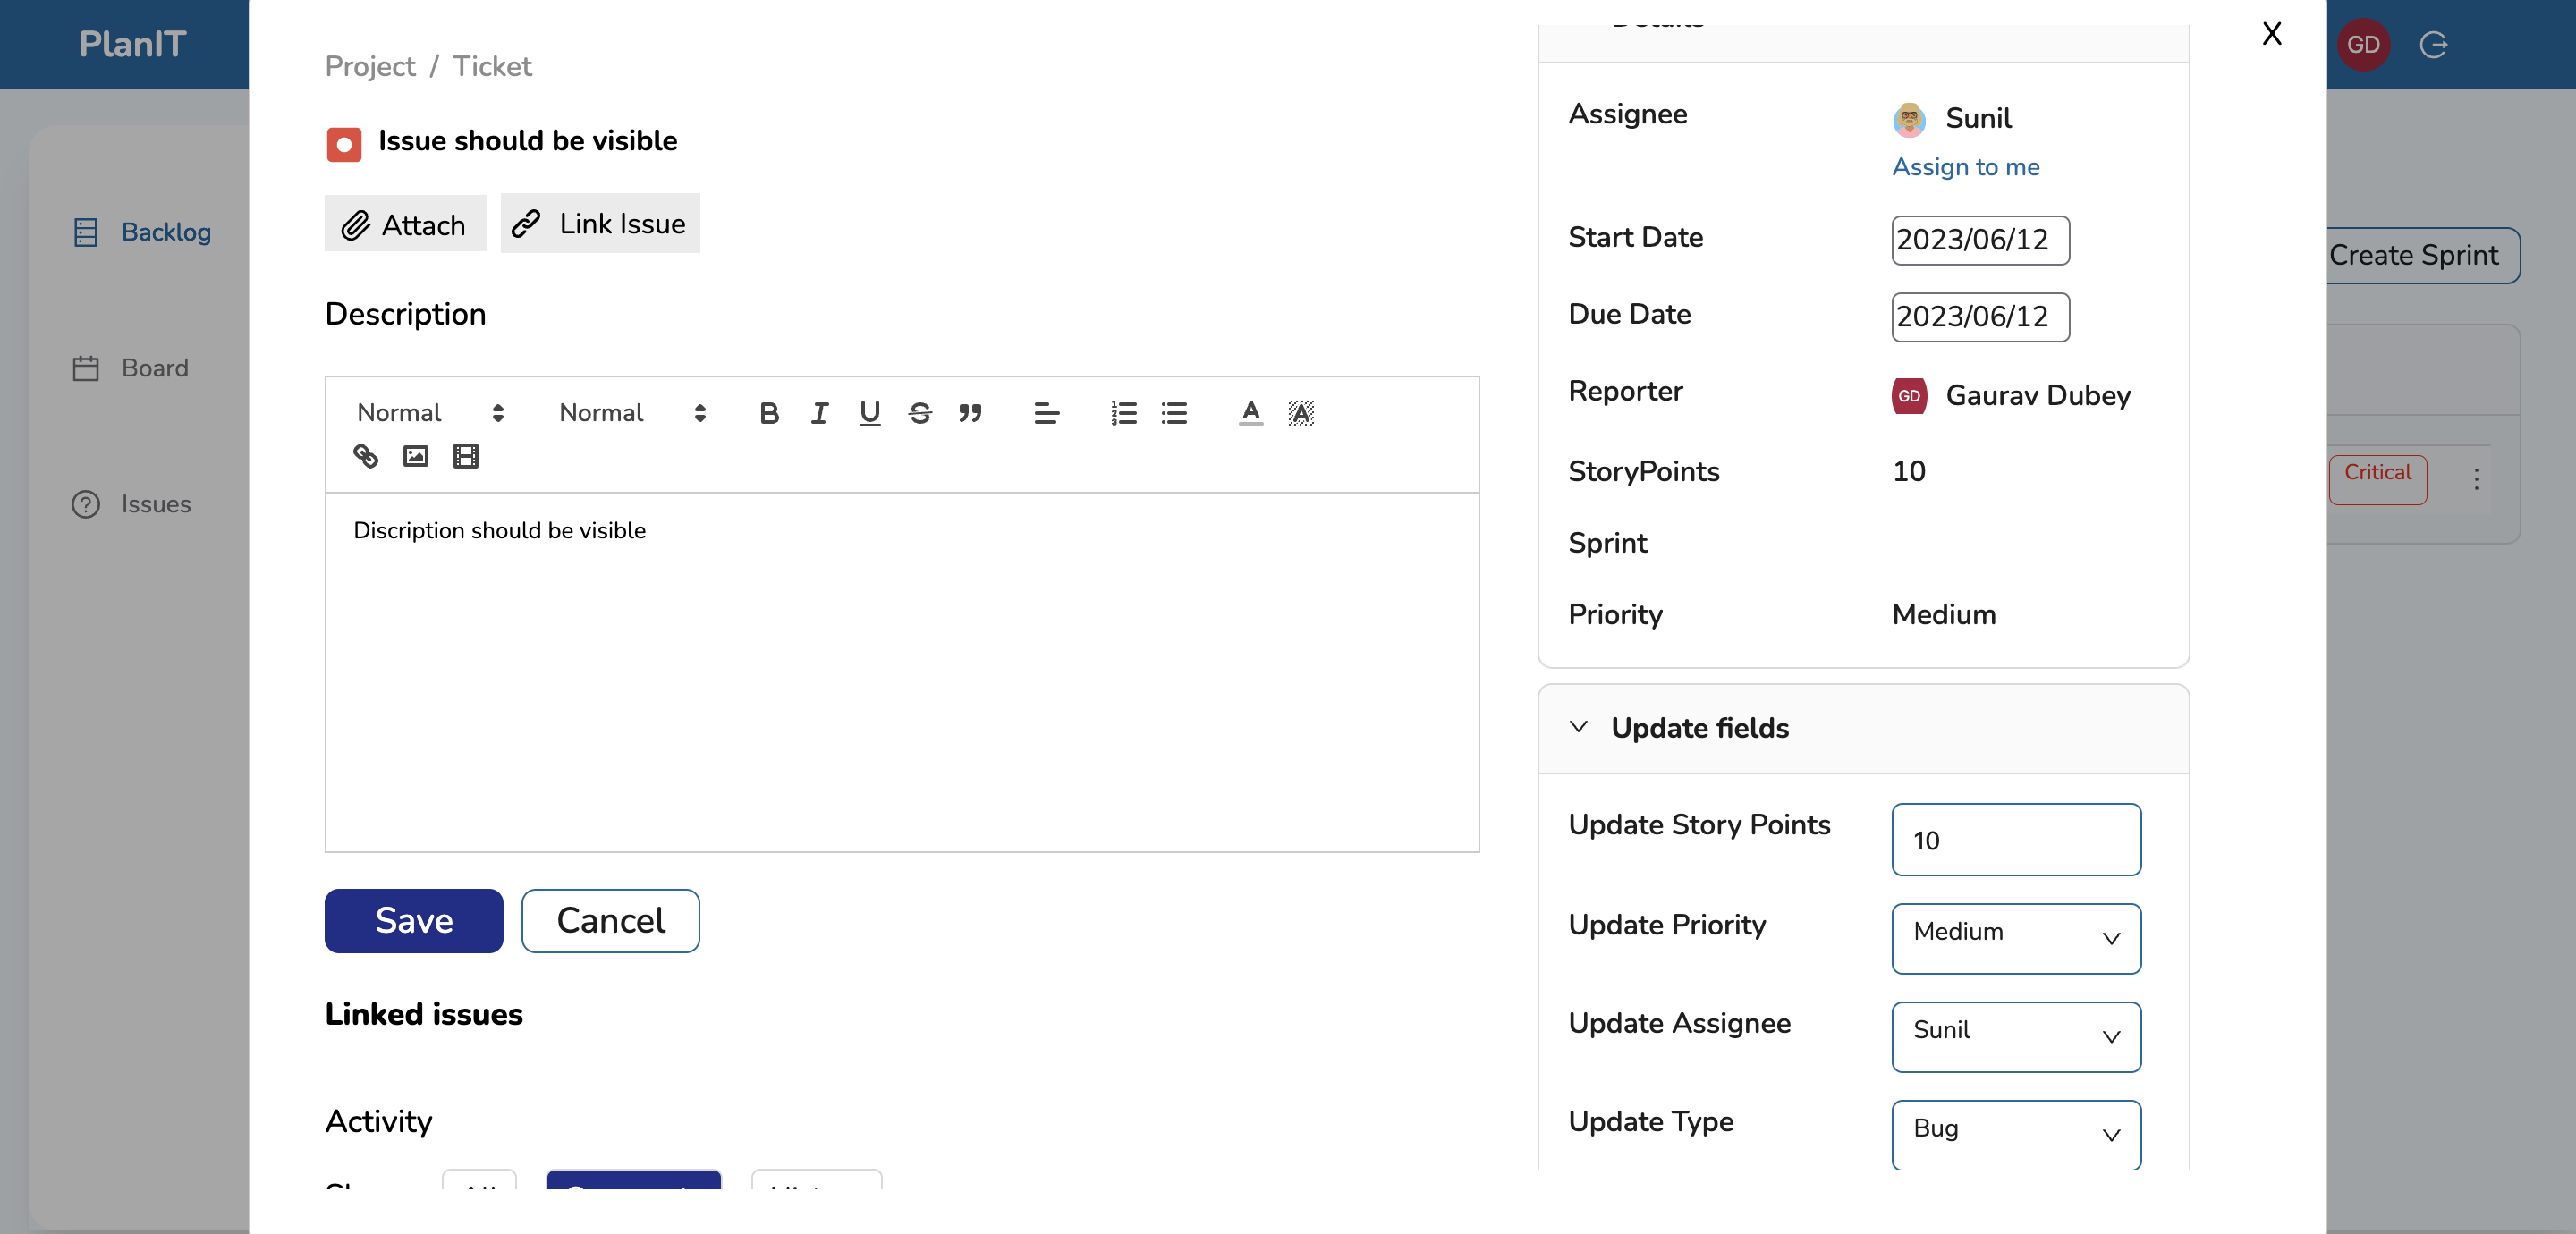 PlanIT
GD
X
Backlog
Board
Issues
Create Sprint
Critical
Project / Ticket
Issue should be visible
Attach
Link Issue
Description
Normal
Normal
Discription should be visible
Save
Cancel
Linked issues
Activity
Details
Assignee
Sunil
Assign to me
Start Date
2023/06/12
Due Date
2023/06/12
Reporter
GD Gaurav Dubey
StoryPoints
10
Sprint
Priority
Medium
Update fields
Update Story Points
10
Update Priority
Medium
Update Assignee
Sunil
Update Type
Bug